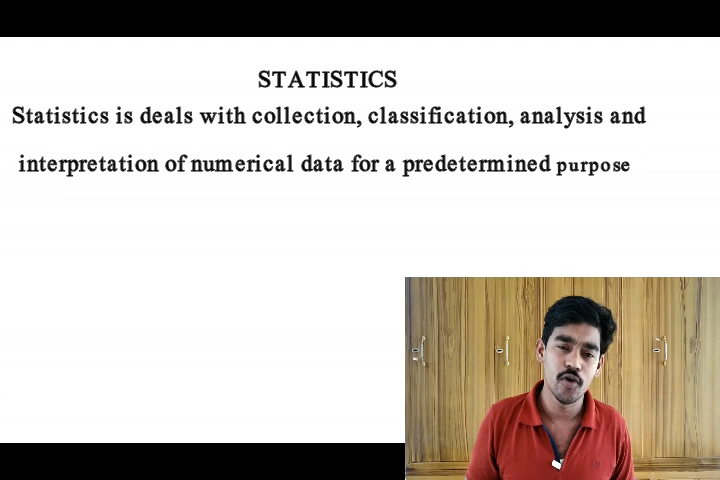 STATISTICS
Statistics is deals with collection, classification, analysis and
interpretation of numerical data for a predetermined purpose